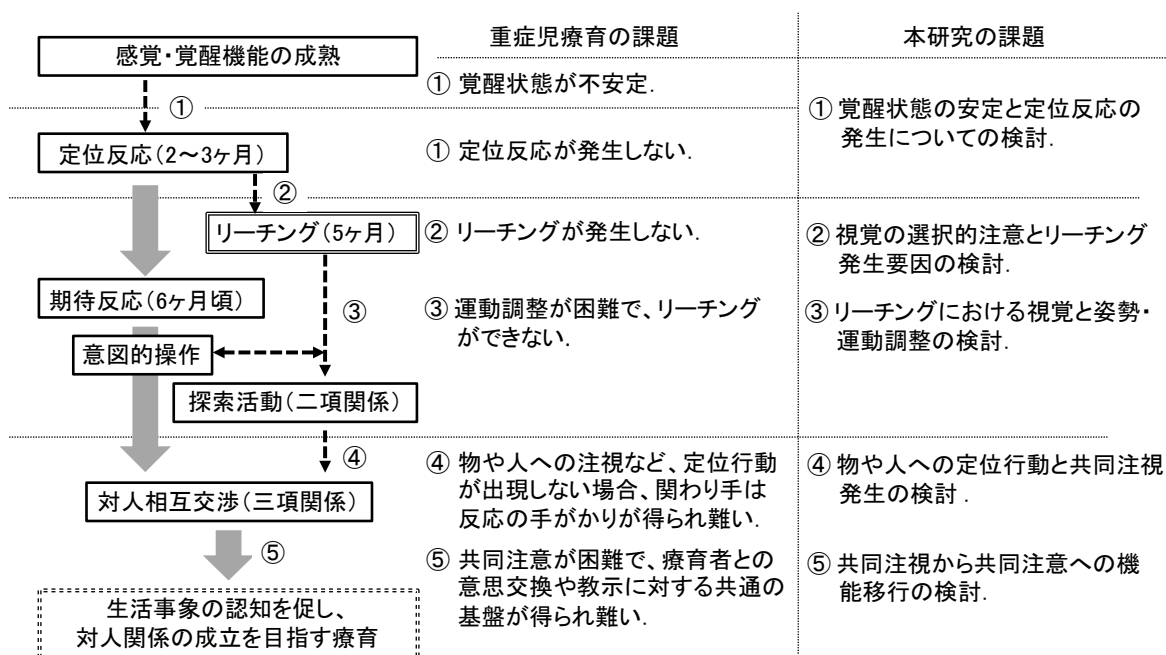 重症児療育の課題
本研究の課題
感覚・覚醒機能の成熟
①
定位反応(2～3ヶ月)
②
リーチング(5ヶ月)
期待反応(6ヶ月頃)
③
意図的操作
探索活動(二項関係)
④
対人相互交渉(三項関係)
⑤
生活事象の認知を促し、
対人関係の成立を目指す療育
① 覚醒状態が不安定.
① 定位反応が発生しない.
② リーチングが発生しない.
③ 運動調整が困難で、リーチング
ができない.
④ 物や人への注視など、定位行動
が出現しない場合、関わり手は
反応の手がかりが得られ難い.
⑤ 共同注意が困難で、療育者との
意思交換や教示に対する共通の
基盤が得られ難い.
① 覚醒状態の安定と定位反応の
発生についての検討.
② 視覚の選択的注意とリーチング
発生要因の検討.
③ リーチングにおける視覚と姿勢・
運動調整の検討.
④ 物や人への定位行動と共同注視
発生の検討.
⑤ 共同注視から共同注意への機
能移行の検討.